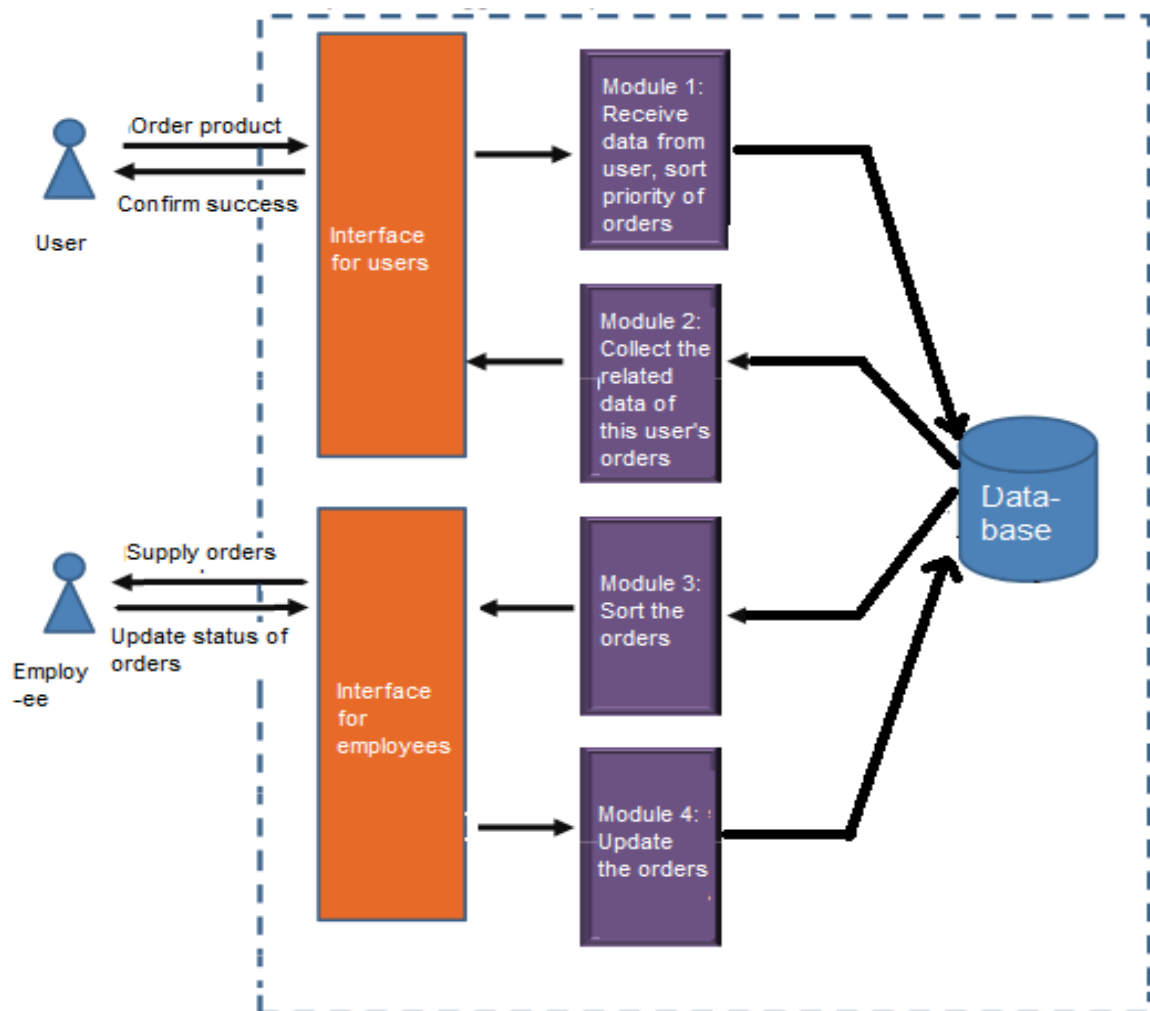 Order product
Confirm success
User
Interface
for users
Module 1:
Receive
data from
user, sort
priority of
orders
Module 2:
Collect the
related
data of
this user's
orders
Data-
base
Supply orders
Update status of
orders
Employ
-ee
Interface
for
employees
Module 3:
Sort the
orders
Module 4:
Update
the orders